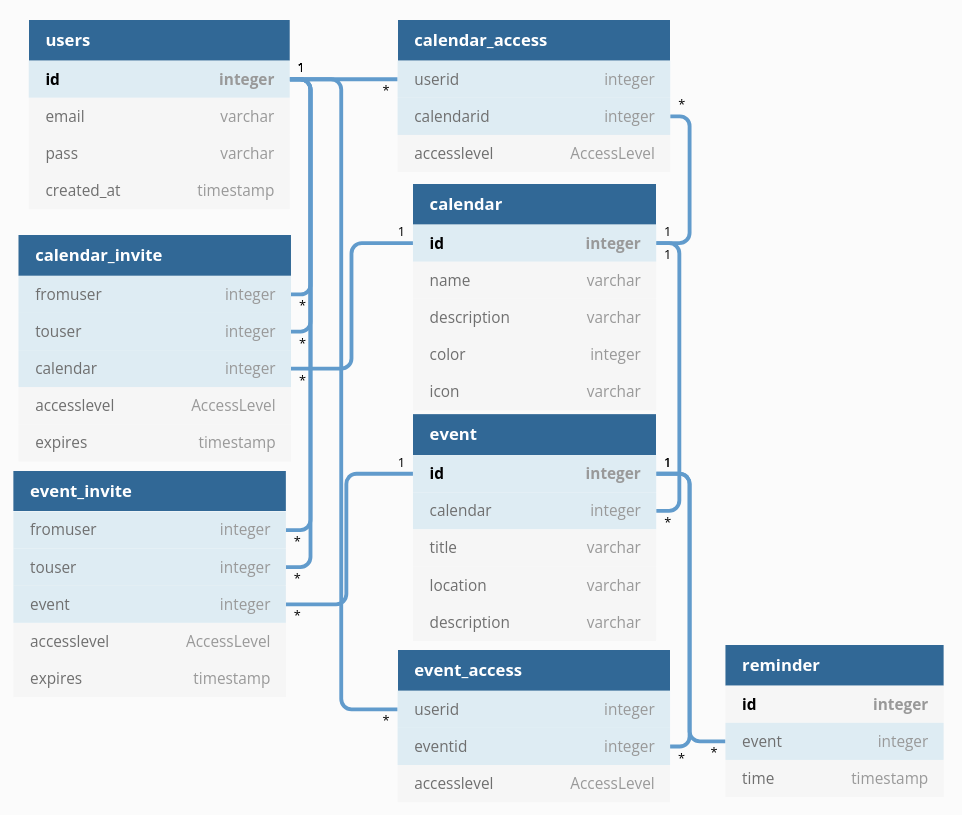 users
id integer
email varchar
pass varchar
created_at timestamp
1
*
calendar_access
userid integer
calendarid integer
accesslevel AccessLevel
*
calendar_invite
fromuser integer
touser integer
calendar integer
accesslevel AccessLevel
expires timestamp
*
*
*
calendar
id integer
name varchar
description varchar
color integer
icon varchar
1
1
1
event_invite
fromuser integer
touser integer
event integer
accesslevel AccessLevel
expires timestamp
*
*
*
event
id integer
calendar integer
title varchar
location varchar
description varchar
1
1
*
event_access
userid integer
eventid integer
accesslevel AccessLevel
*
*
reminder
id integer
event integer
time timestamp
*